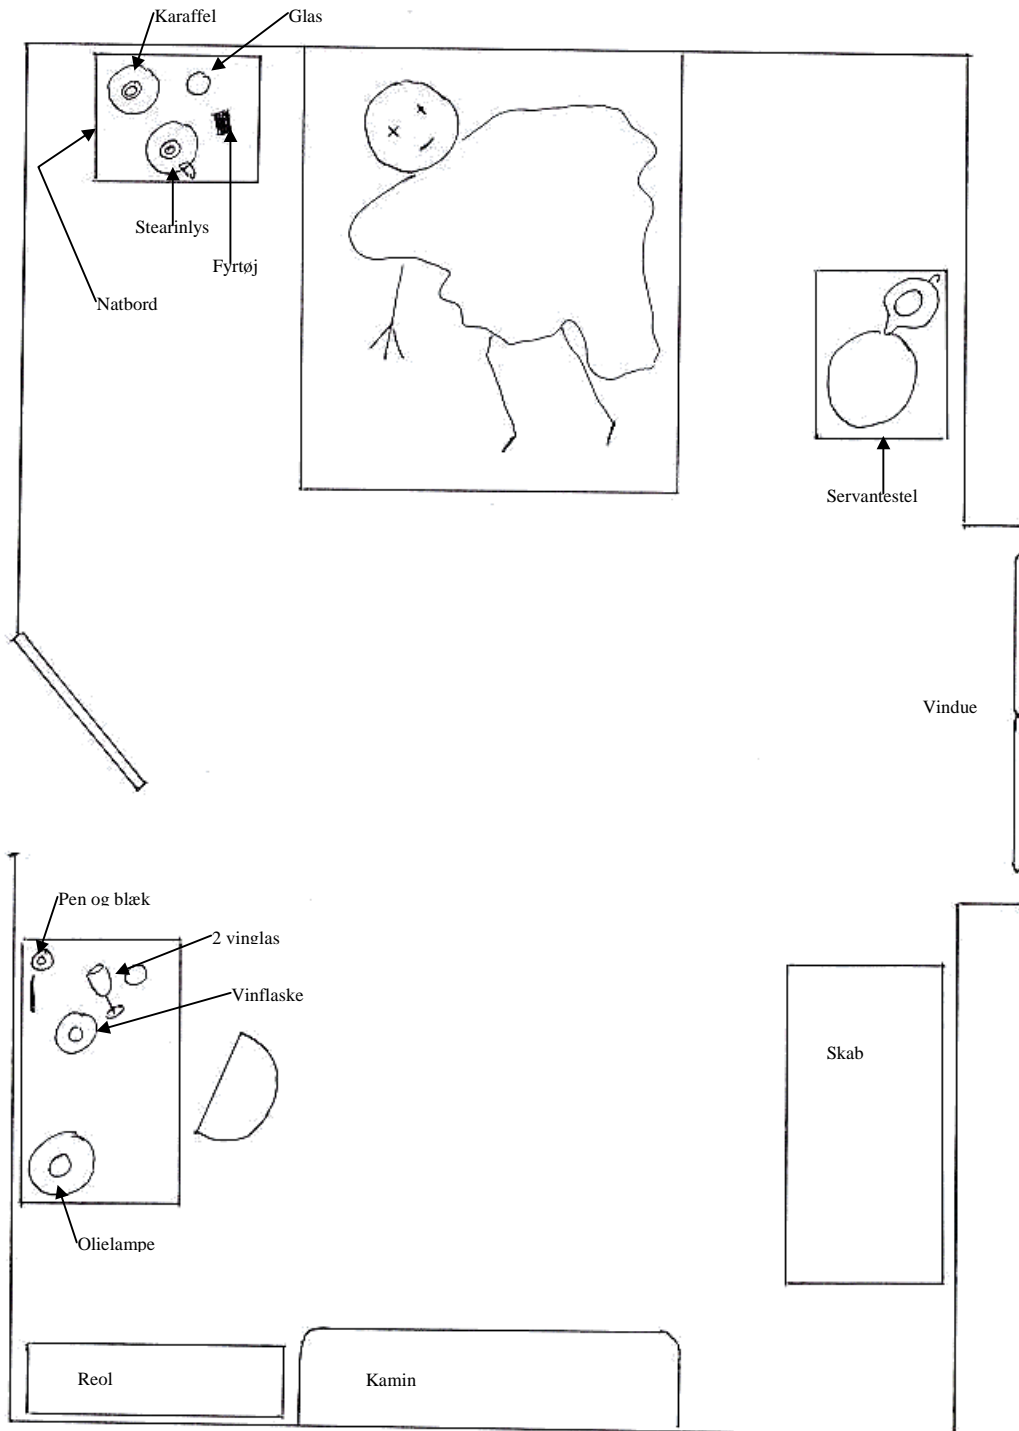 Karaffel
Glas
Stearinlys
Fyrtøj
Natbord
Servantestel
Vindue
Pen og blæk
2 vinglas
Vinflaske
Skab
Olielampe
Reol
Kamin